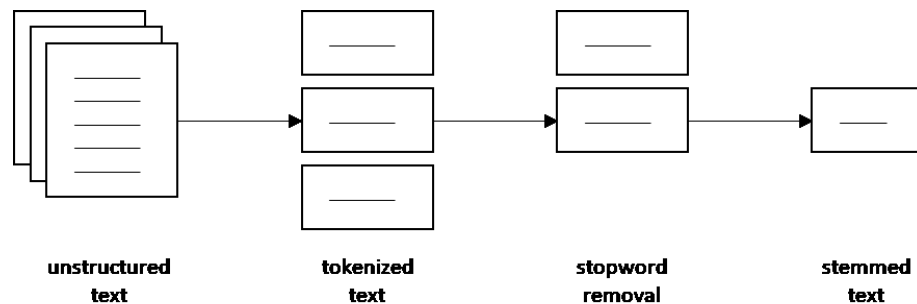 unstructured
text
tokenized
text
stopword
removal
stemmed
text